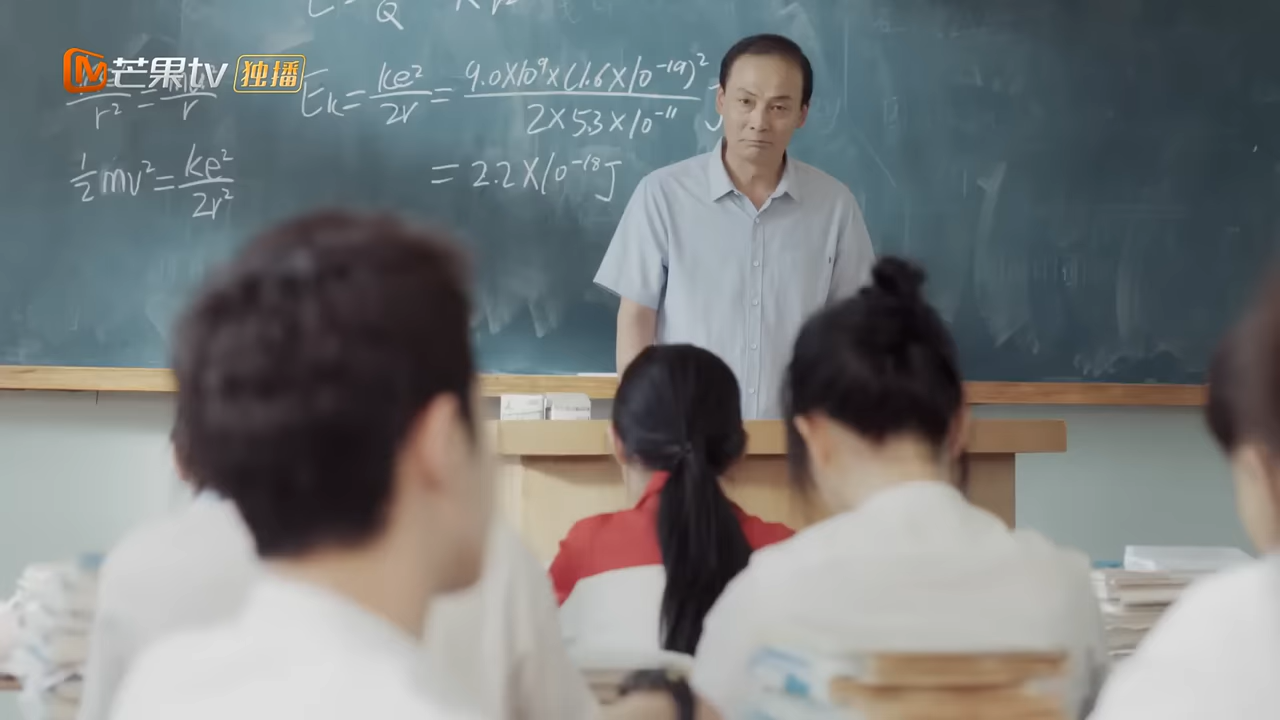 芒果tv 独播
Ek = ke²/2r = 9.0×10⁹×(1.6×10⁻¹⁹)²/2×5.3×10⁻¹¹ J
½mv² = ke²/2r²
= 2.2×10⁻¹⁸J